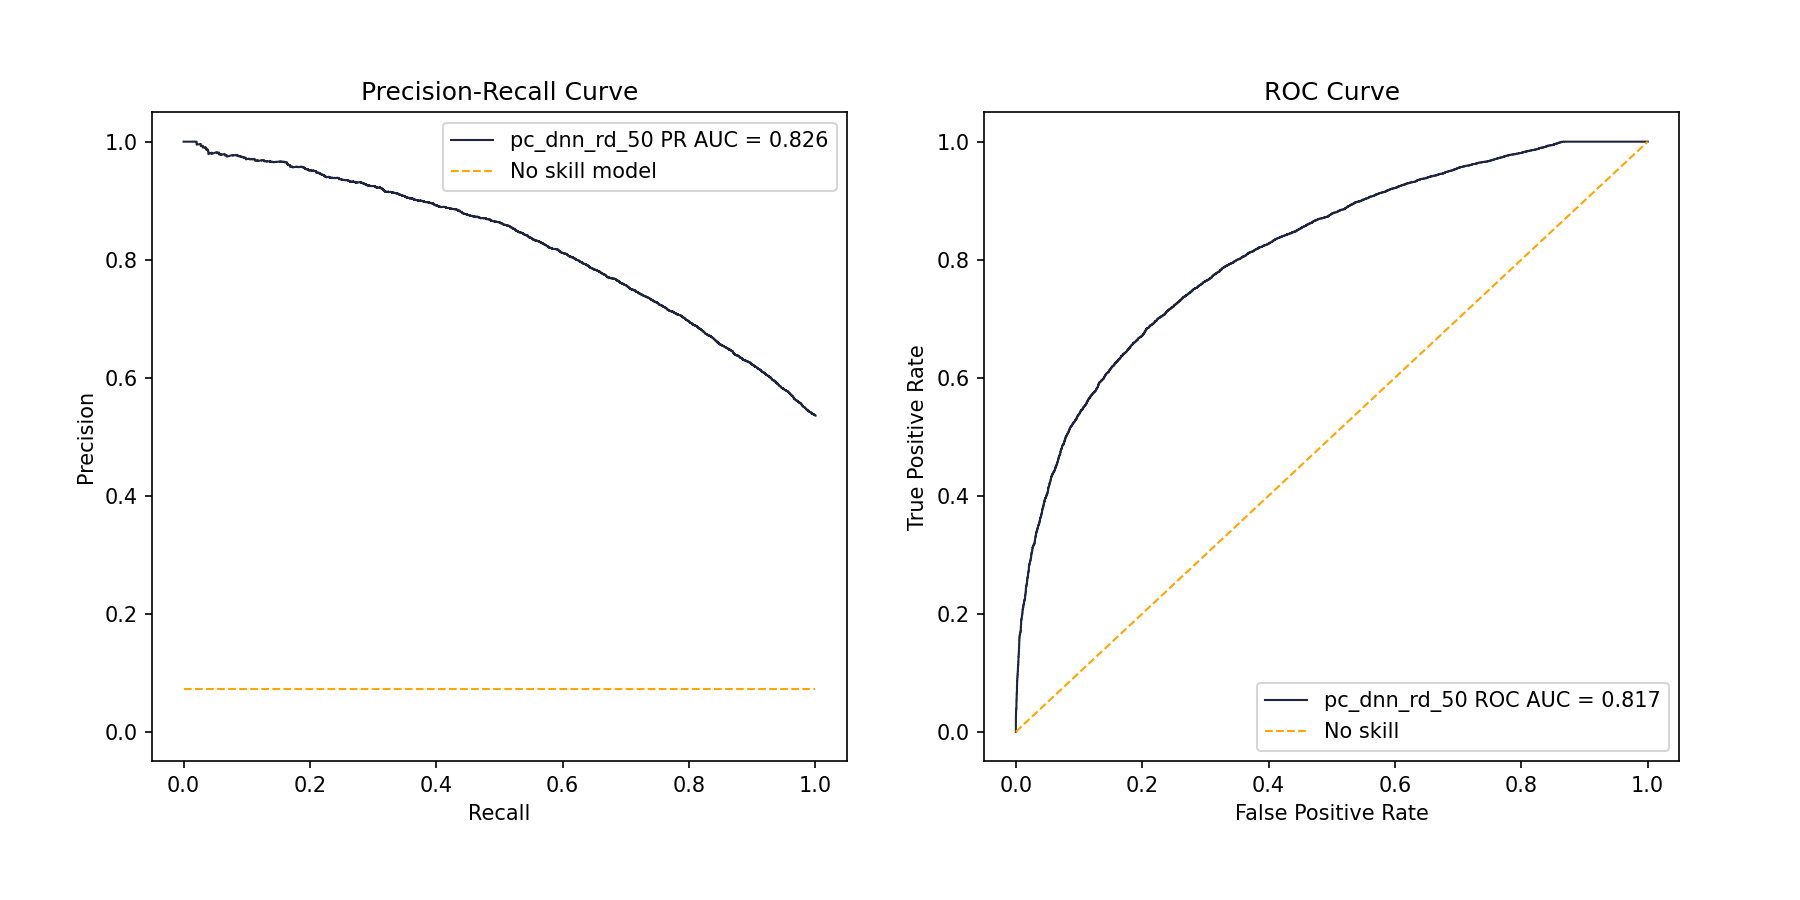 Precision-Recall Curve
1.0
0.8
0.6
0.4
0.2
0.0
Precision
0.0 0.2 0.4 0.6 0.8 1.0
Recall
pc_dnn_rd_50 PR AUC = 0.826
No skill model
ROC Curve
1.0
0.8
0.6
0.4
0.2
0.0
True Positive Rate
0.0 0.2 0.4 0.6 0.8 1.0
False Positive Rate
pc_dnn_rd_50 ROC AUC = 0.817
No skill